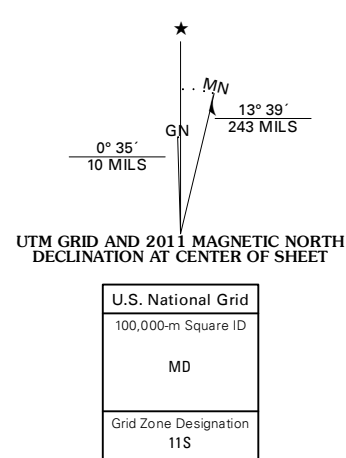 ★
MN
13° 39´
243 MILS
GN
0° 35´
10 MILS
UTM GRID AND 2011 MAGNETIC NORTH
DECLINATION AT CENTER OF SHEET
U.S. National Grid
100,000-m Square ID
MD
Grid Zone Designation
11S